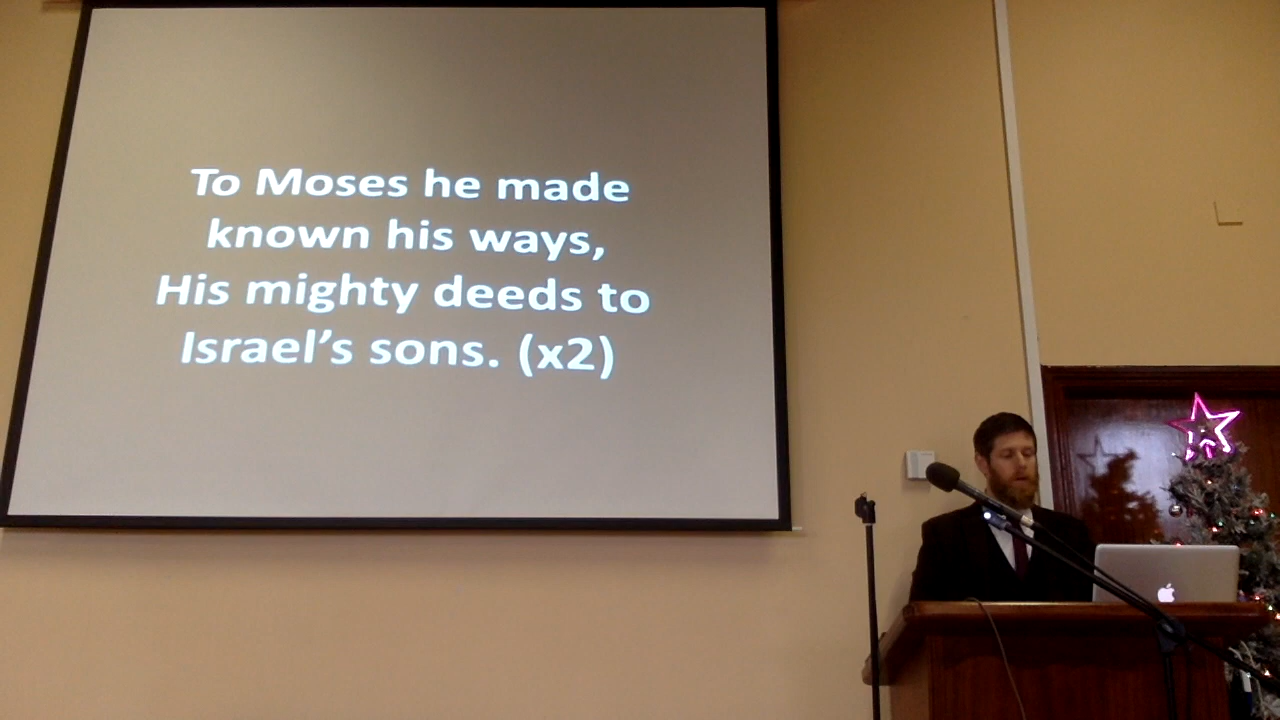 To Moses he made
known his ways,
His mighty deeds to
Israel’s sons. (x2)